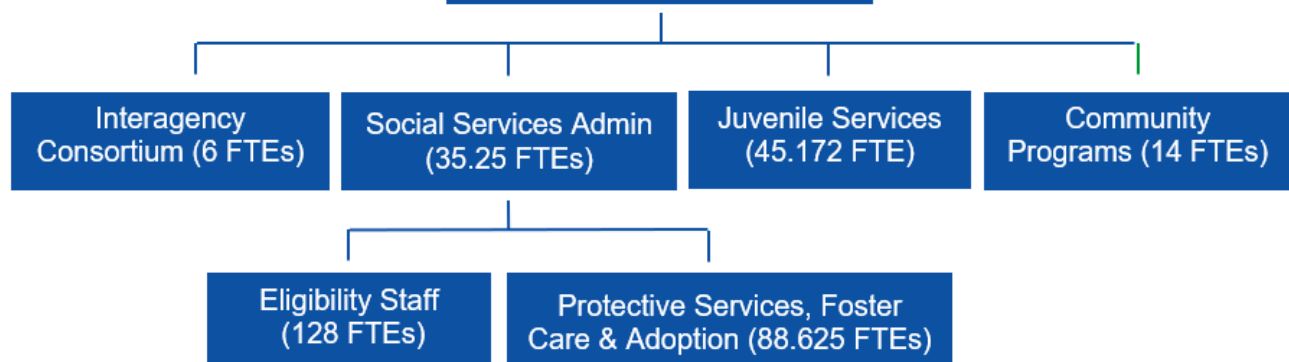 Interagency
Consortium (6 FTEs)
Social Services Admin
(35.25 FTEs)
Juvenile Services
(45.172 FTE)
Community
Programs (14 FTEs)
Eligibility Staff
(128 FTEs)
Protective Services, Foster
Care & Adoption (88.625 FTEs)